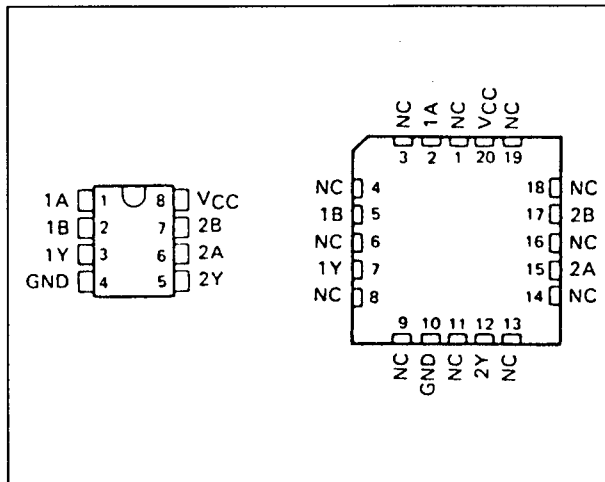 1A 1 8 VCC
1B 2 7 2B
1Y 3 6 2A
GND 4 5 2Y
NC 1A NC VCC NC
3 2 1 20 19
NC 4 18 NC
1B 5 17 2B
NC 6 16 NC
1Y 7 15 2A
NC 8 14 NC
9 10 11 12 13
NC GND NC 2Y NC